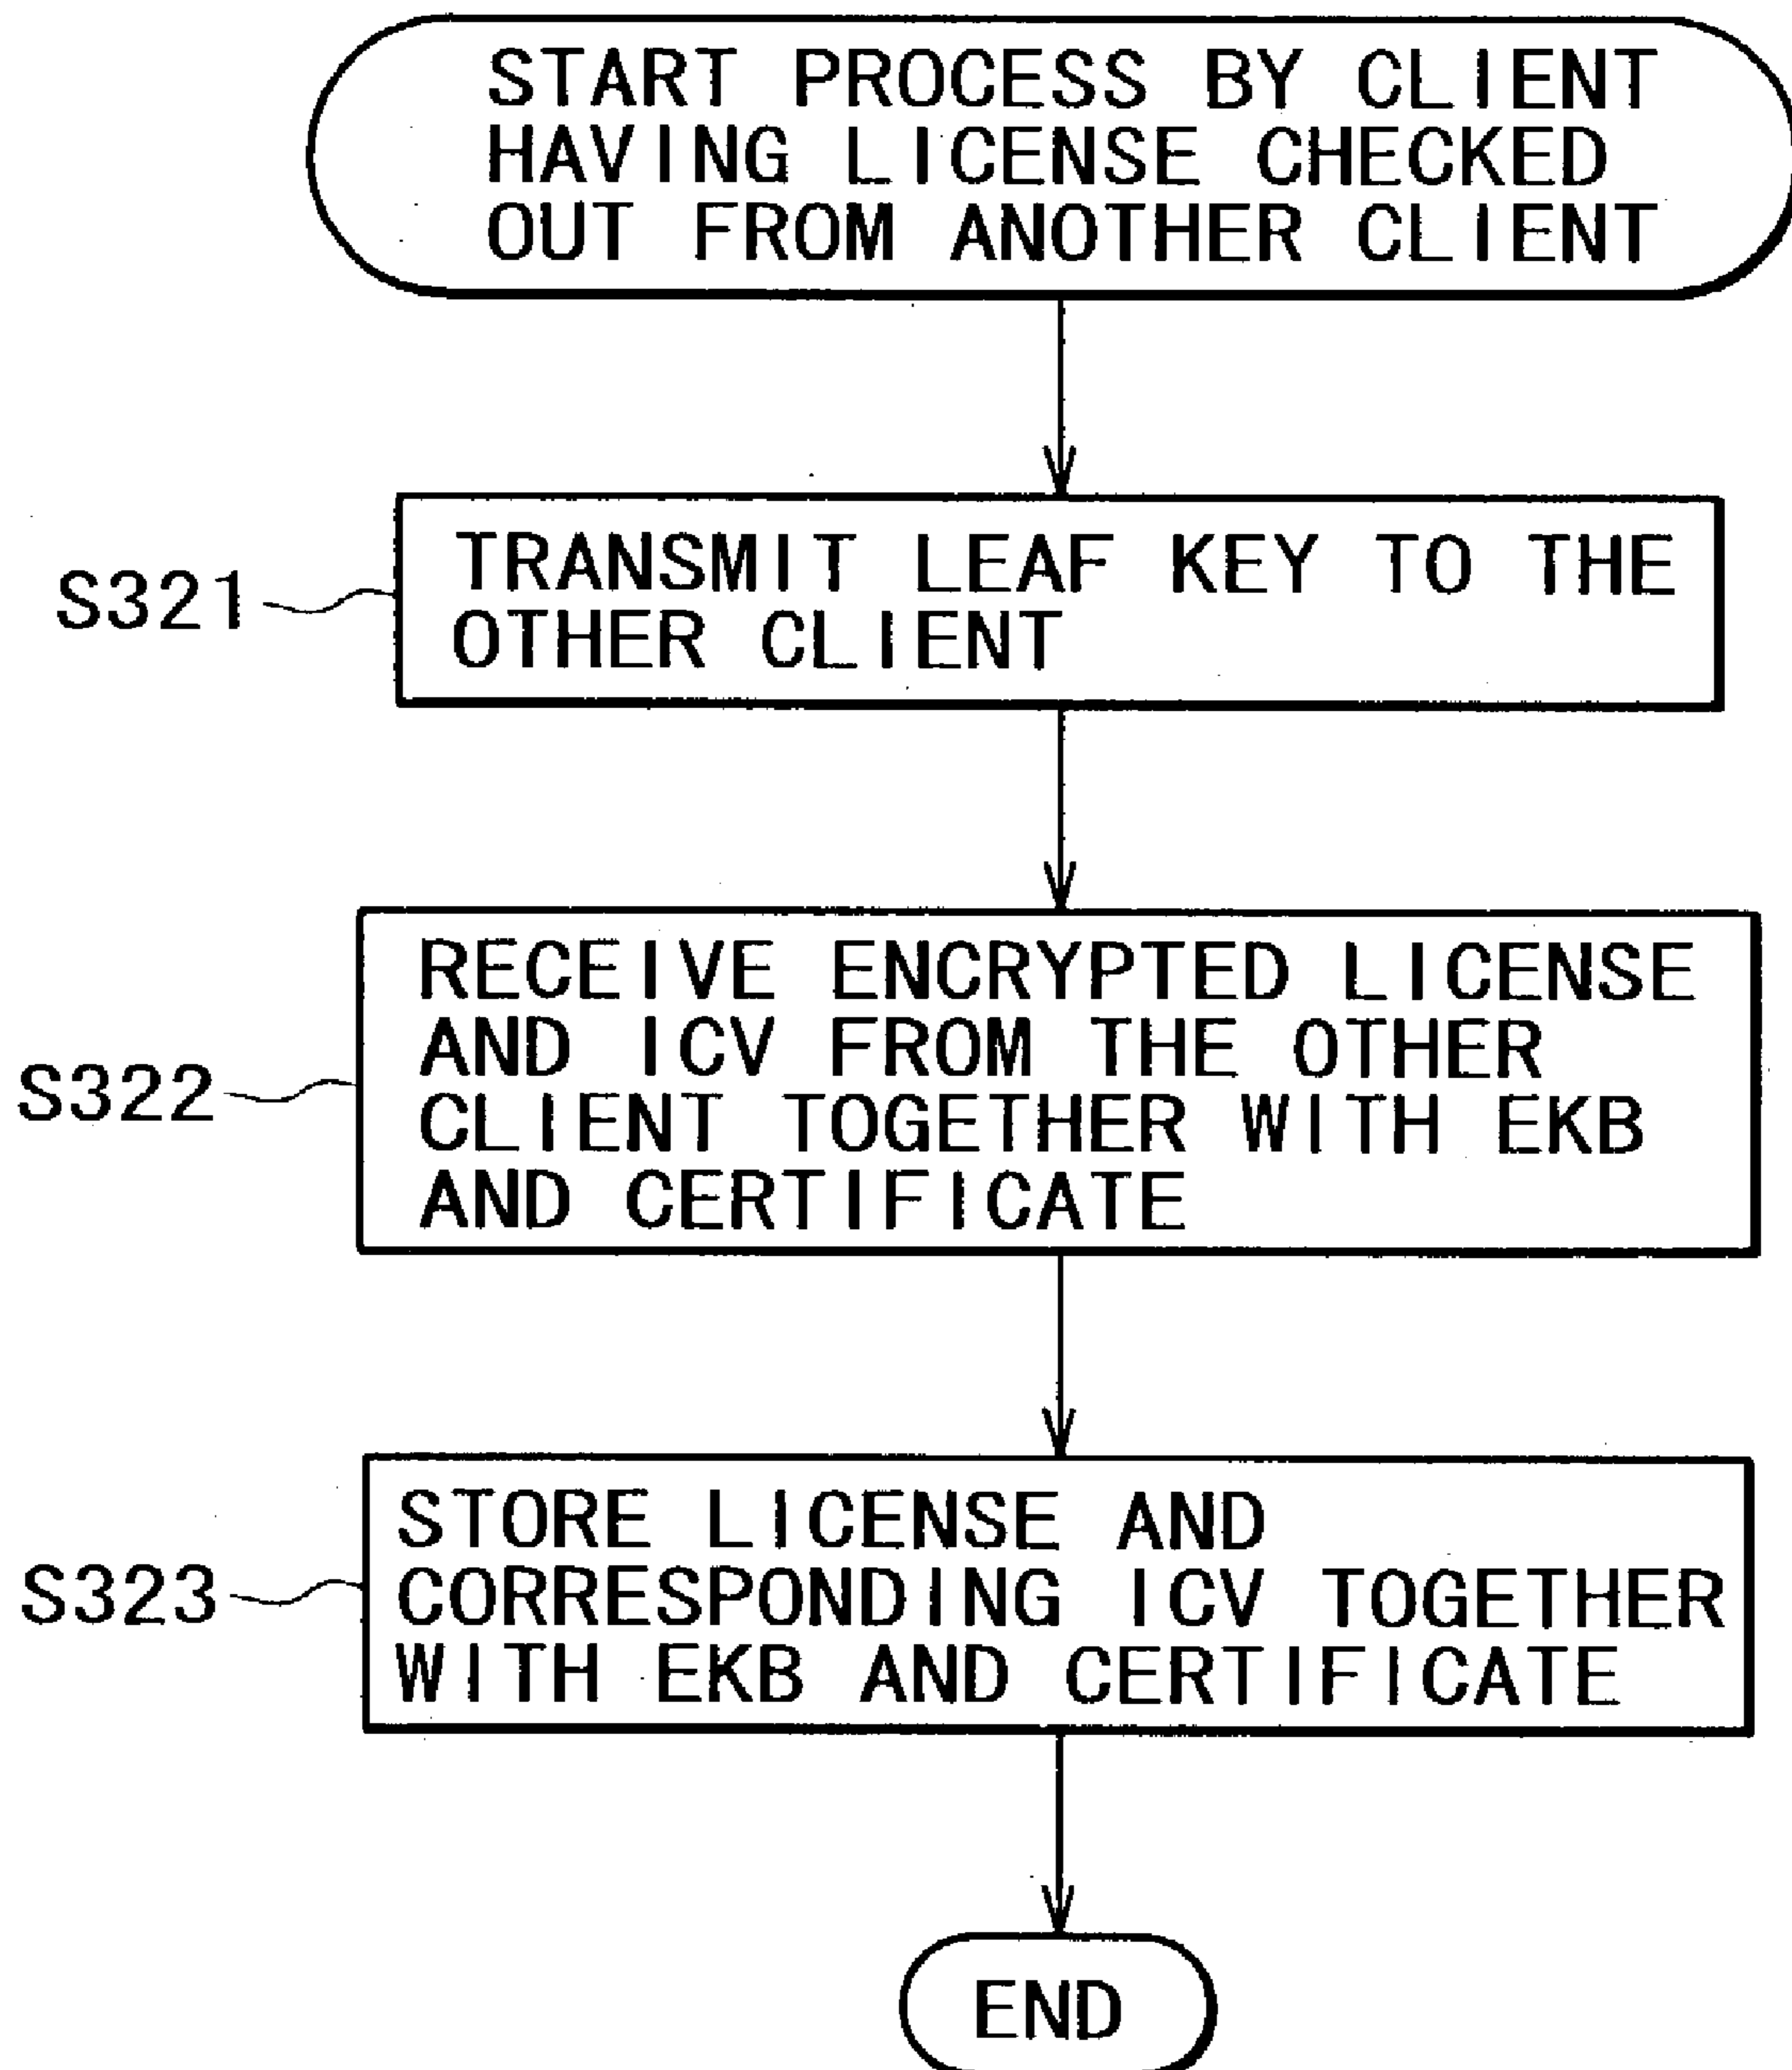 START PROCESS BY CLIENT
HAVING LICENSE CHECKED
OUT FROM ANOTHER CLIENT
S321
TRANSMIT LEAF KEY TO THE
OTHER CLIENT
S322
RECEIVE ENCRYPTED LICENSE
AND ICV FROM THE OTHER
CLIENT TOGETHER WITH EKB
AND CERTIFICATE
S323
STORE LICENSE AND
CORRESPONDING ICV TOGETHER
WITH EKB AND CERTIFICATE
END